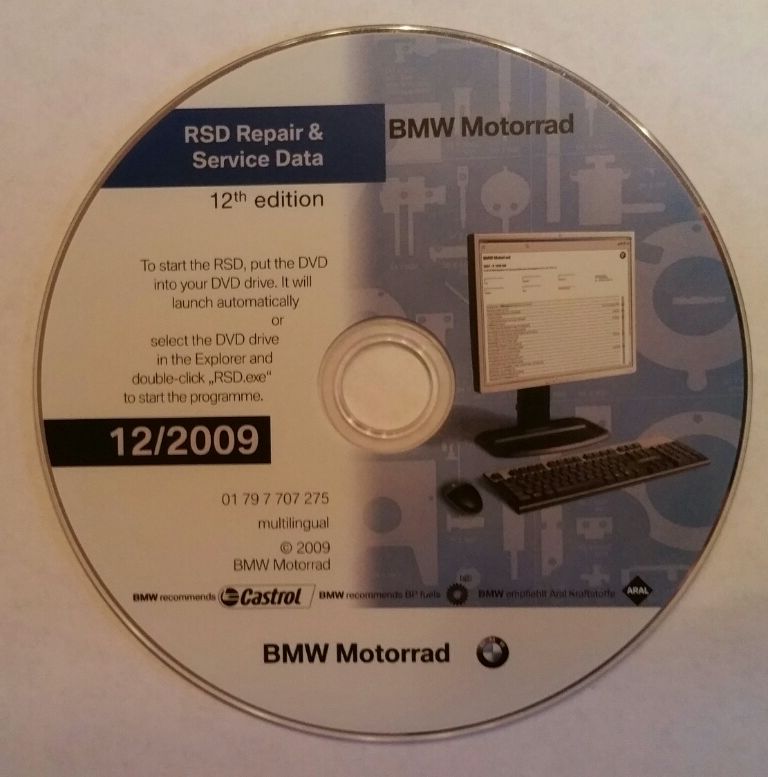 RSD Repair &
Service Data
BMW Motorrad
12th edition
To start the RSD, put the DVD
into your DVD drive. It will
launch automatically
or
select the DVD drive
in the Explorer and
double-click „RSD.exe“
to start the programme.
BMW Motorrad
12/2009
01 79 7 707 275
multilingual
© 2009
BMW Motorrad
BMW recommends Castrol BMW recommends BP fuels bp BMW empfiehlt Aral Kraftstoffe ARAL
BMW Motorrad